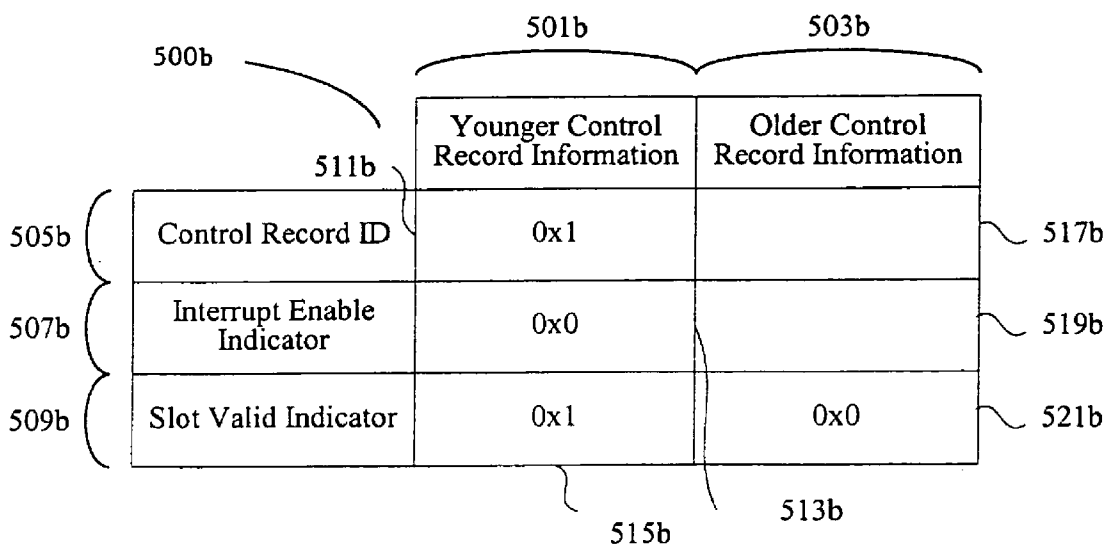 501b
503b
500b
Younger Control
Record Information
Older Control
Record Information
511b
505b
Control Record ID
0x1
517b
507b
Interrupt Enable
Indicator
0x0
519b
509b
Slot Valid Indicator
0x1
0x0
521b
513b
515b